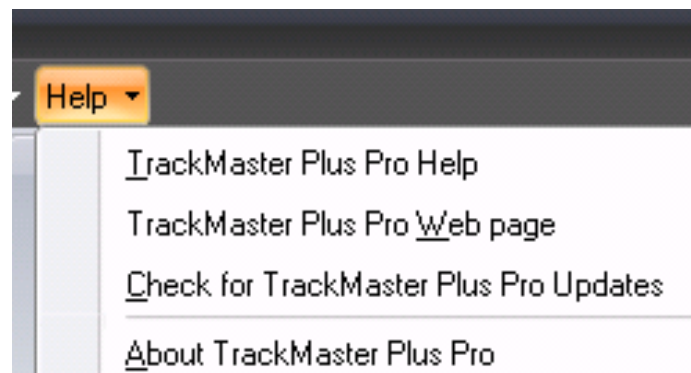 Help
TrackMaster Plus Pro Help
TrackMaster Plus Pro Web page
Check for TrackMaster Plus Pro Updates
About TrackMaster Plus Pro